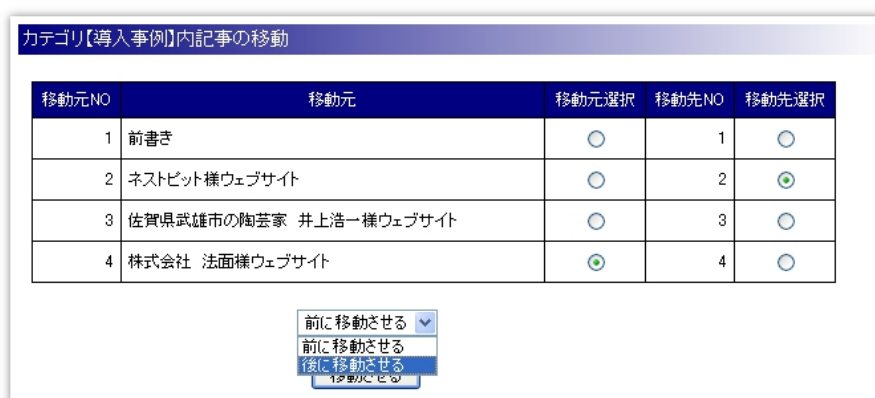 カテゴリ【導入事例】内記事の移動
移動元NO 移動元 移動元選択 移動先NO 移動先選択
1 前書き 1
2 ネストビット様ウェブサイト 2
3 佐賀県武雄市の陶芸家 井上浩一様ウェブサイト 3
4 株式会社 法面様ウェブサイト 4
前に移動させる
前に移動させる
後に移動させる
移動させる